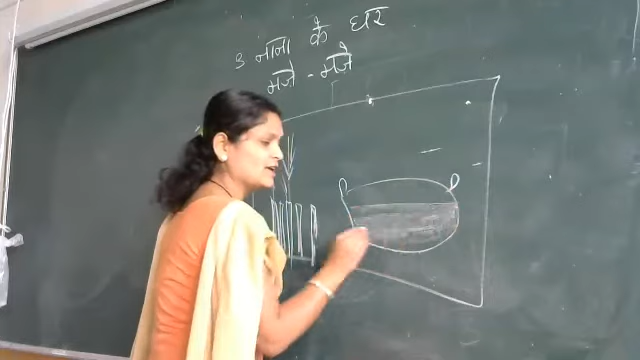 3 नाना के घर
मजे - मजे